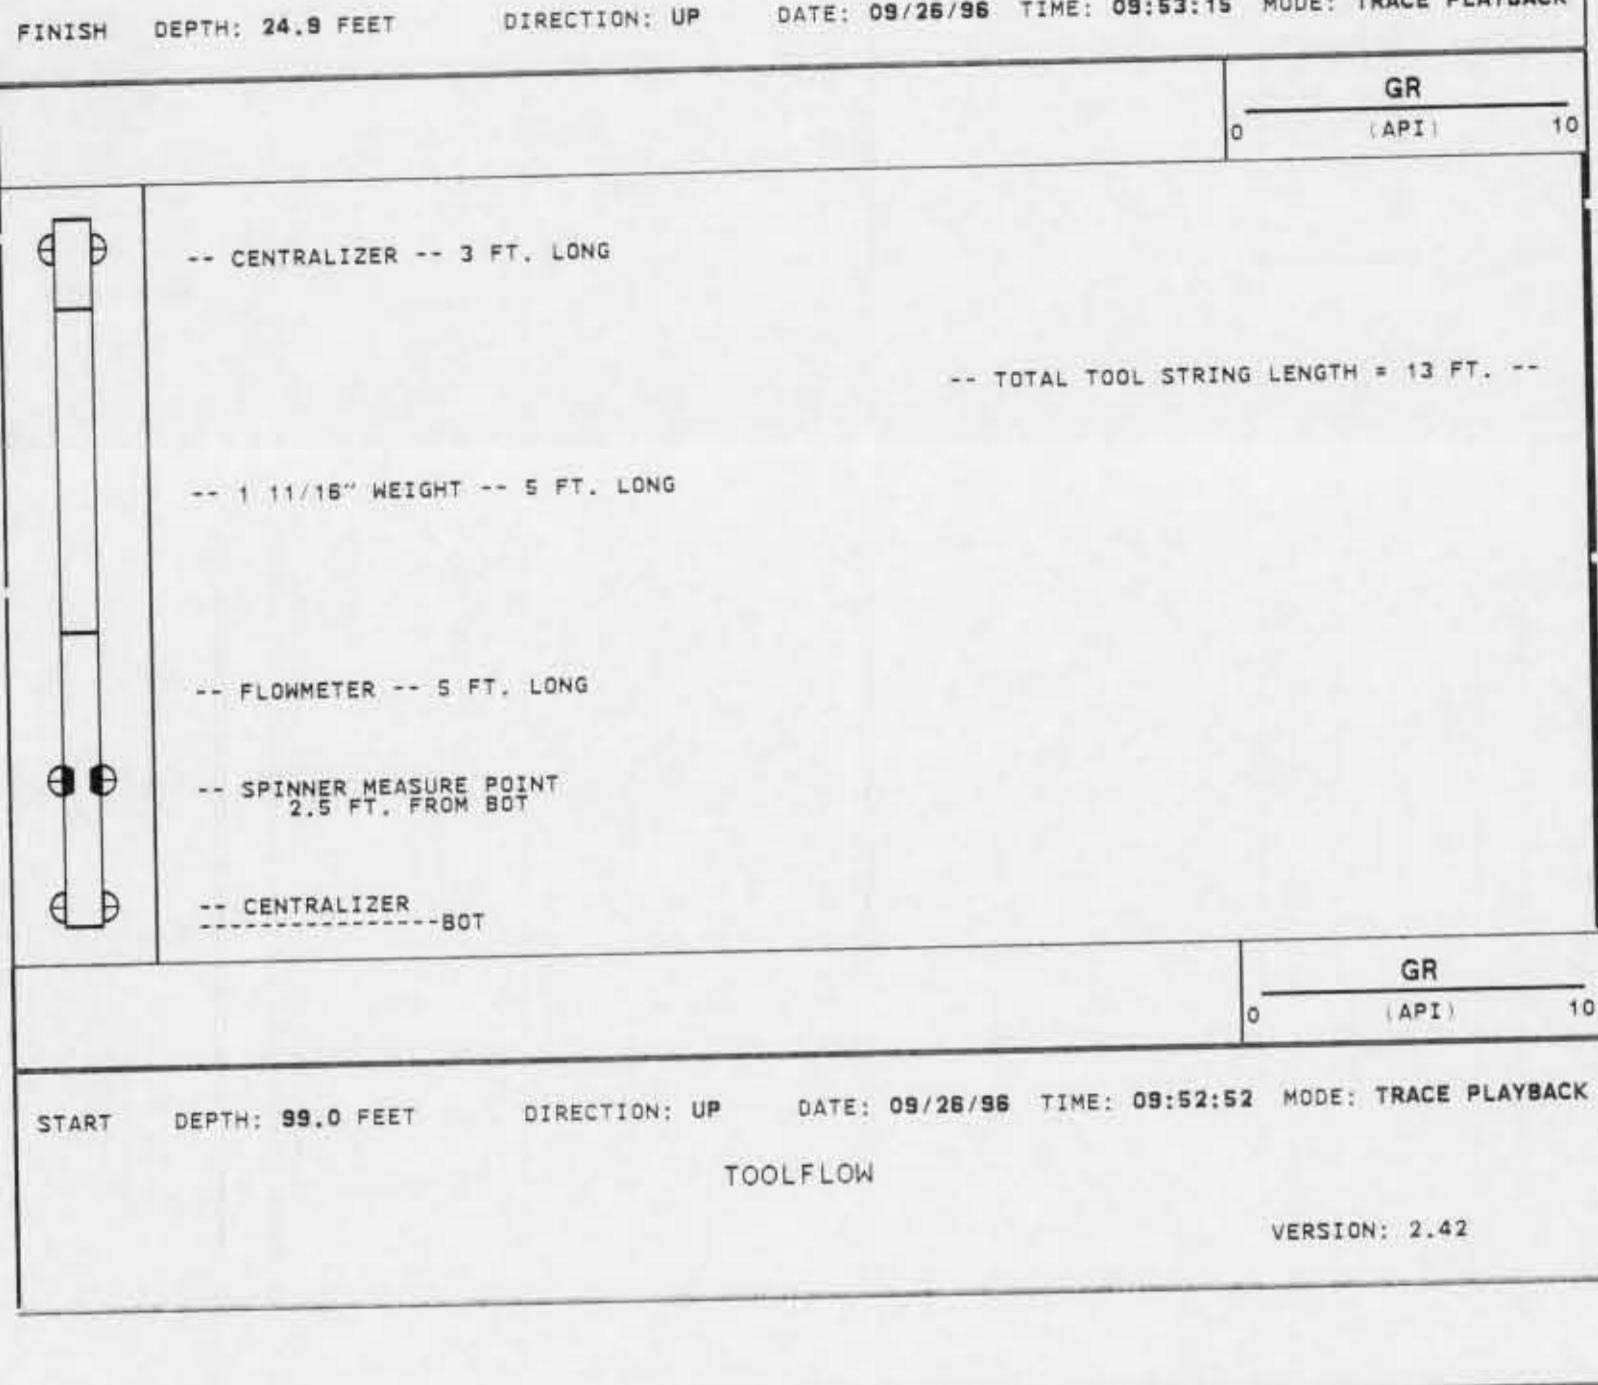 FINISH DEPTH: 24.9 FEET DIRECTION: UP DATE: 09/26/96 TIME: 09:53:15 MODE: TRACE PLAYBACK
GR
0 (API) 10
-- CENTRALIZER -- 3 FT. LONG
-- TOTAL TOOL STRING LENGTH = 13 FT. --
-- 1 11/16" WEIGHT -- 5 FT. LONG
-- FLOWMETER -- 5 FT. LONG
-- SPINNER MEASURE POINT
2.5 FT. FROM BOT
-- CENTRALIZER
----------------BOT
GR
0 (API) 10
START DEPTH: 99.0 FEET DIRECTION: UP DATE: 09/26/96 TIME: 09:52:52 MODE: TRACE PLAYBACK
TOOLFLOW
VERSION: 2.42